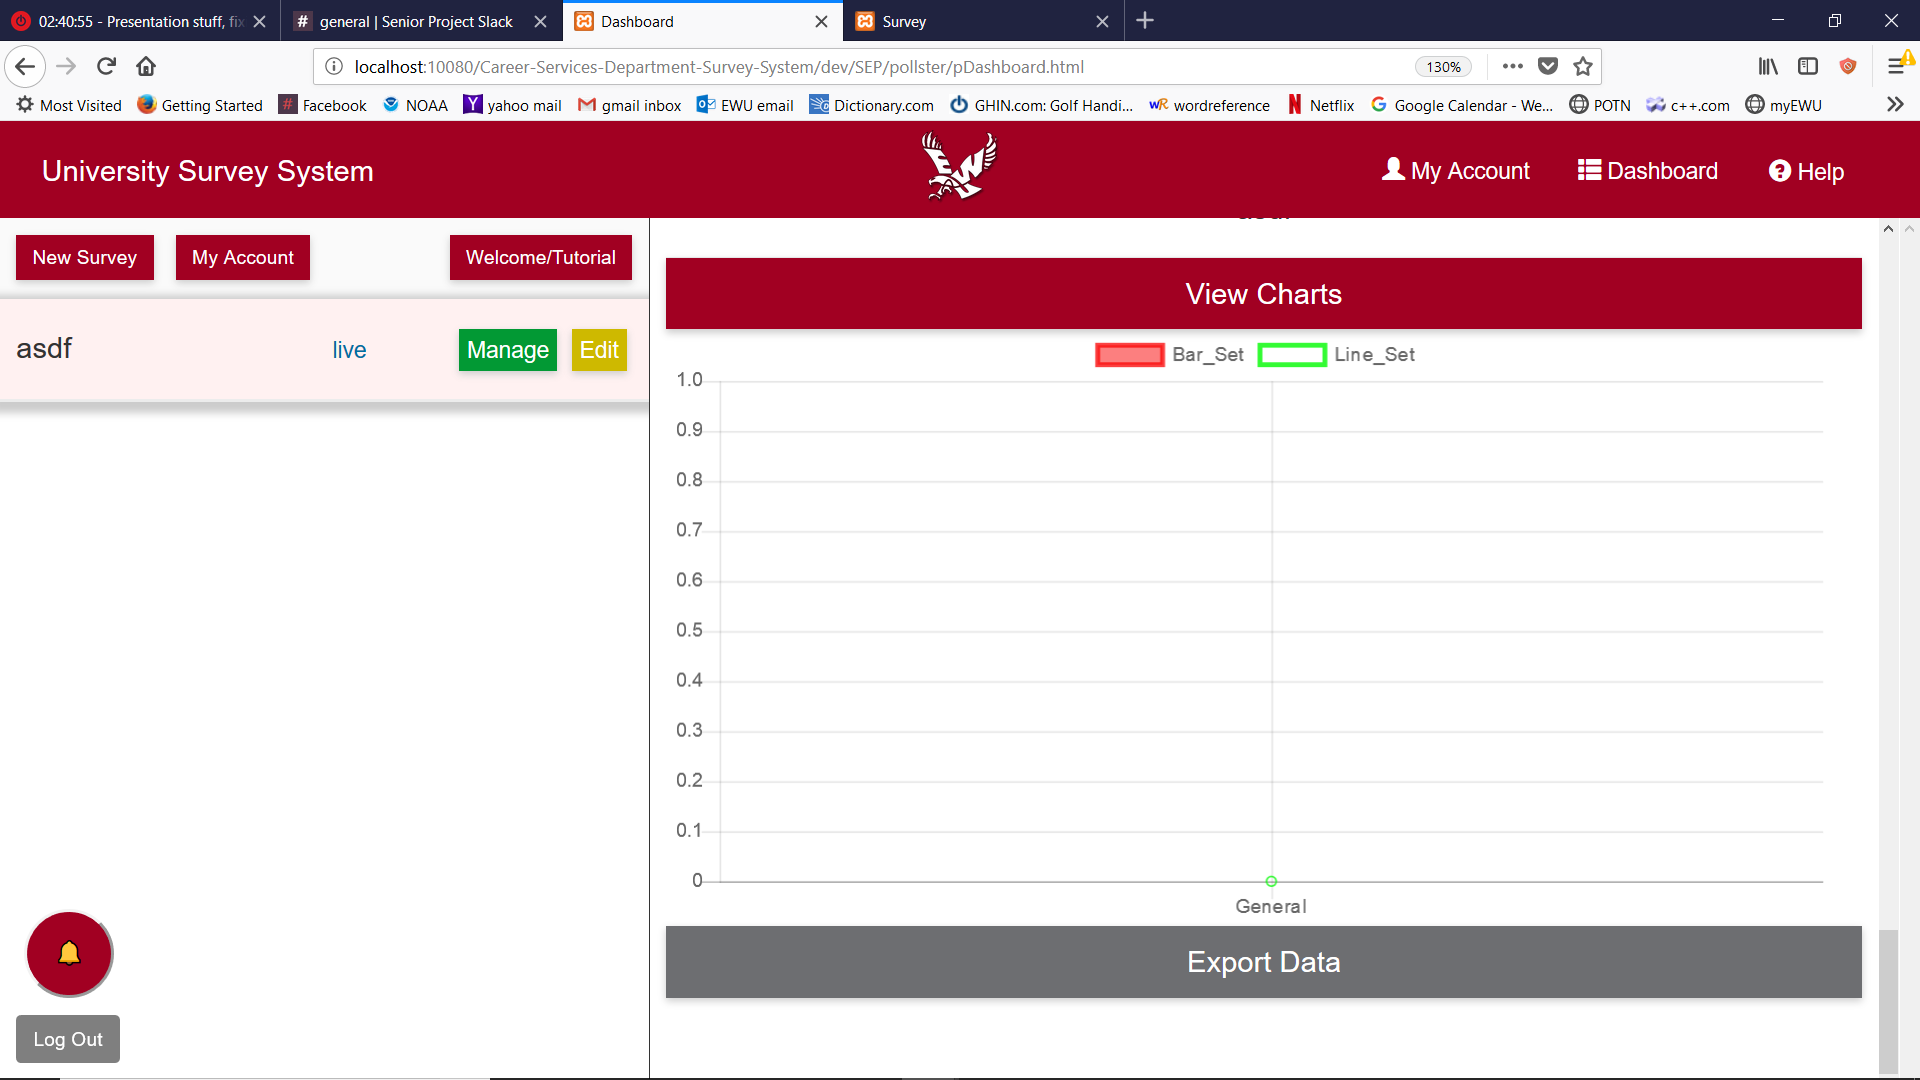 02:40:55 - Presentation stuff, fix
# general | Senior Project Slack
Dashboard
Survey
localhost:10080/Career-Services-Department-Survey-System/dev/SEP/pollster/pDashboard.html
130%
Most Visited
Getting Started
# Facebook
NOAA
yahoo mail
gmail inbox
EWU email
Dictionary.com
GHIN.com: Golf Handi...
wordreference
Netflix
Google Calendar - We...
POTN
c++.com
myEWU
University Survey System
My Account
Dashboard
Help
New Survey
My Account
Welcome/Tutorial
asdf
live
Manage
Edit
View Charts
Bar_Set
Line_Set
1.0
0.9
0.8
0.7
0.6
0.5
0.4
0.3
0.2
0.1
0
General
Export Data
Log Out